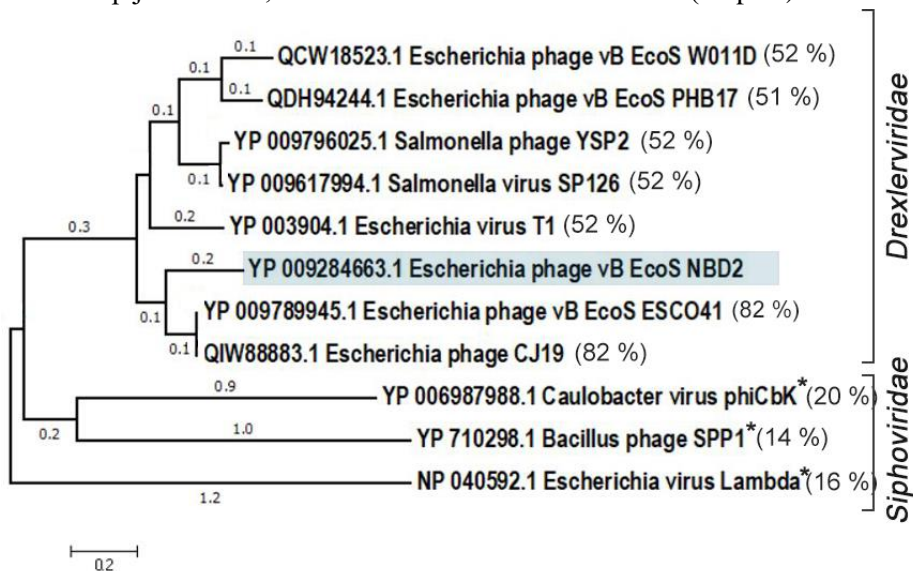 0.1
QCW18523.1 Escherichia phage vB EcoS W011D (52 %)
0.1
0.1
QDH94244.1 Escherichia phage vB EcoS PHB17 (51 %)
0.1
YP 009796025.1 Salmonella phage YSP2 (52 %)
0.1
YP 009617994.1 Salmonella virus SP126 (52 %)
0.2
YP 003904.1 Escherichia virus T1 (52 %)
0.3
0.2
YP 009284663.1 Escherichia phage vB EcoS NBD2
YP 009789945.1 Escherichia phage vB EcoS ESCO41 (82 %)
0.1
0.1
QIW88883.1 Escherichia phage CJ19 (82 %)
Drexlerviridae
0.9
YP 006987988.1 Caulobacter virus phiCbK*(20 %)
0.2
1.0
YP 710298.1 Bacillus phage SPP1*(14 %)
NP 040592.1 Escherichia virus Lambda*(16 %)
1.2
Siphoviridae
0.2